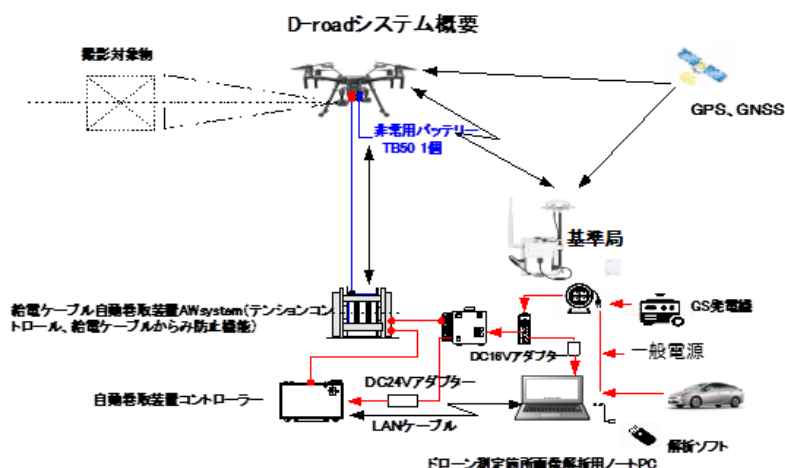 D-roadシステム概要
撮影対象物
GPS、GNSS
非常用バッテリー
TB50 1個
基準局
給電ケーブル自動巻取装置AWsystem(テンションコン
トロール、給電ケーブルからみ防止機能)
GS発電機
DC16Vアダプター
一般電源
DC24Vアダプター
自動巻取装置コントローラー
LANケーブル
解析ソフト
ドローン測定箇所画像解析用ノートPC